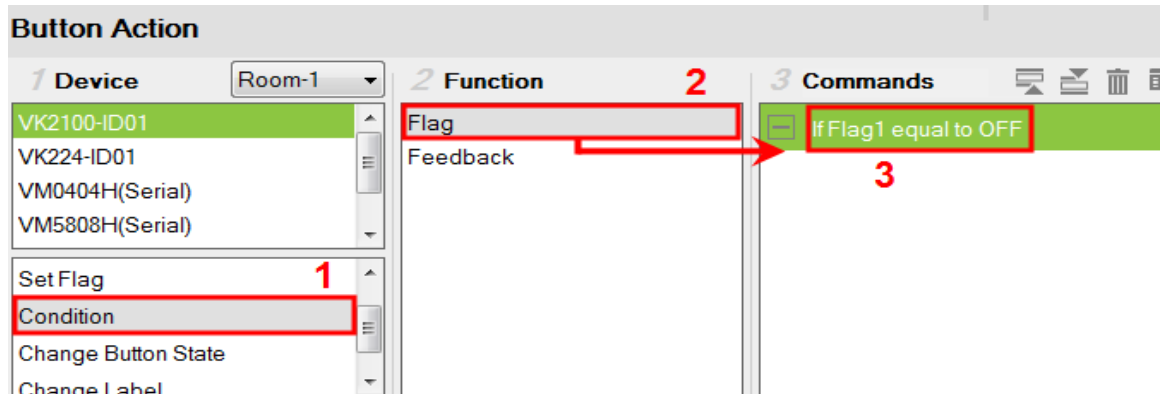 Button Action
1 Device
Room-1
2 Function
2
3 Commands
VK2100-ID01
VK224-ID01
VM0404H(Serial)
VM5808H(Serial)
Set Flag
1
Condition
Change Button State
Change Label
Flag
Feedback
If Flag1 equal to OFF
3